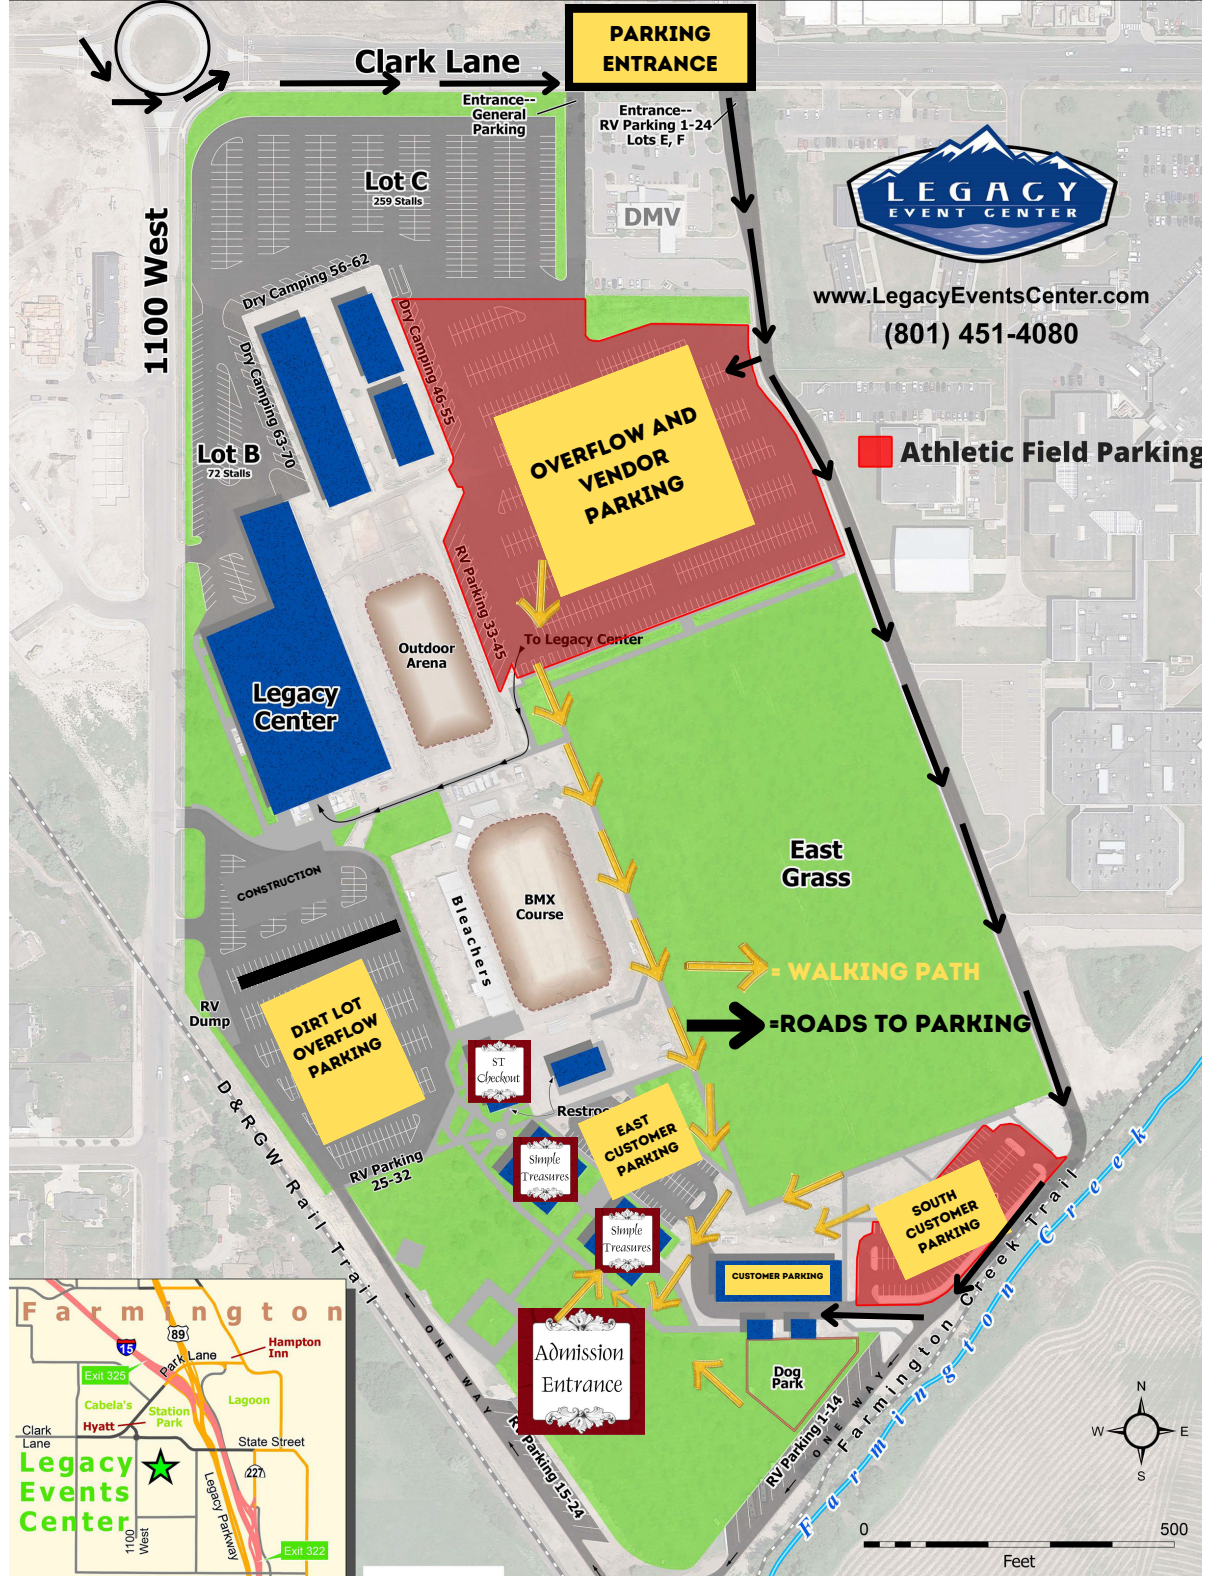 PARKING
ENTRANCE
Clark Lane
Entrance--
General
Parking
Entrance--
RV Parking 1-24
Lots E, F
Lot C
259 Stalls
DMV
LEGACY
EVENT CENTER
www.LegacyEventsCenter.com
(801) 451-4080
1100 West
Dry Camping 56-62
Dry Camping 46-55
Dry Camping 63-70
Lot B
72 Stalls
OVERFLOW AND
VENDOR
PARKING
Athletic Field Parking
RV Parking 33-45
To Legacy Center
Outdoor
Arena
Legacy
Center
East
Grass
CONSTRUCTION
BMX
Course
Bleachers
= WALKING PATH
=ROADS TO PARKING
RV
Dump
DIRT LOT
OVERFLOW
PARKING
ST
Checkout
Restroo
EAST
CUSTOMER
PARKING
Simple
Treasures
RV Parking
25-32
D&RGW Rail Trail
SOUTH
CUSTOMER
PARKING
Simple
Treasures
CUSTOMER PARKING
Farmington Creek Trail
Farmington Creek
Admission
Entrance
Dog
Park
ONE WAY
ONE WAY
RV Parking 1-14
RV Parking 15-24
Farmington
15
89
Hampton
Inn
Park Lane
Exit 325
Cabela's
Station
Park
Lagoon
Hyatt
Clark
Lane
State Street
Legacy
Events
Center
227
1100
West
Legacy Parkway
Exit 322
N
W
E
S
0
500
Feet